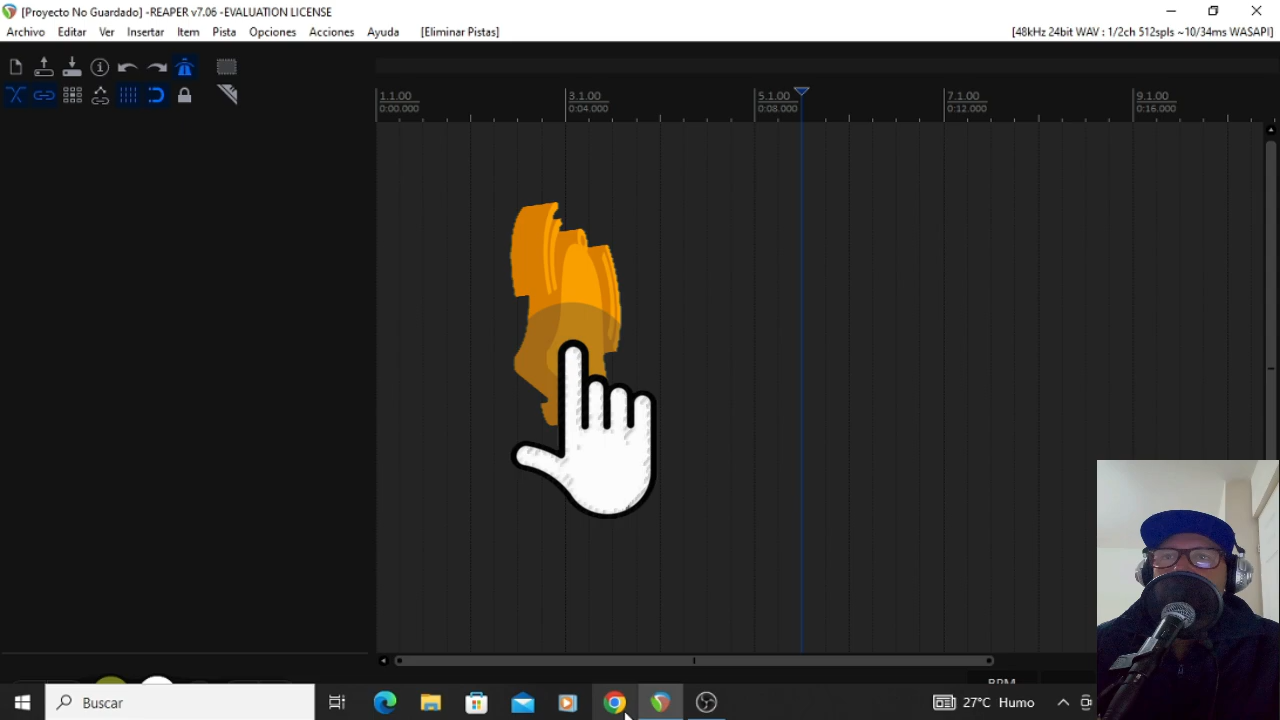 [Proyecto No Guardado] -REAPER v7.06 -EVALUATION LICENSE
Archivo Editar Ver Insertar Item Pista Opciones Acciones Ayuda [Eliminar Pistas] [48kHz 24bit WAV : 1/2ch 512spls ~10/34ms WASAPI]
1.1.00 3.1.00 5.1.00 7.1.00 9.1.00
0:00.000 0:04.000 0:08.000 0:12.000 0:16.000
BPM
Buscar 27°C Humo